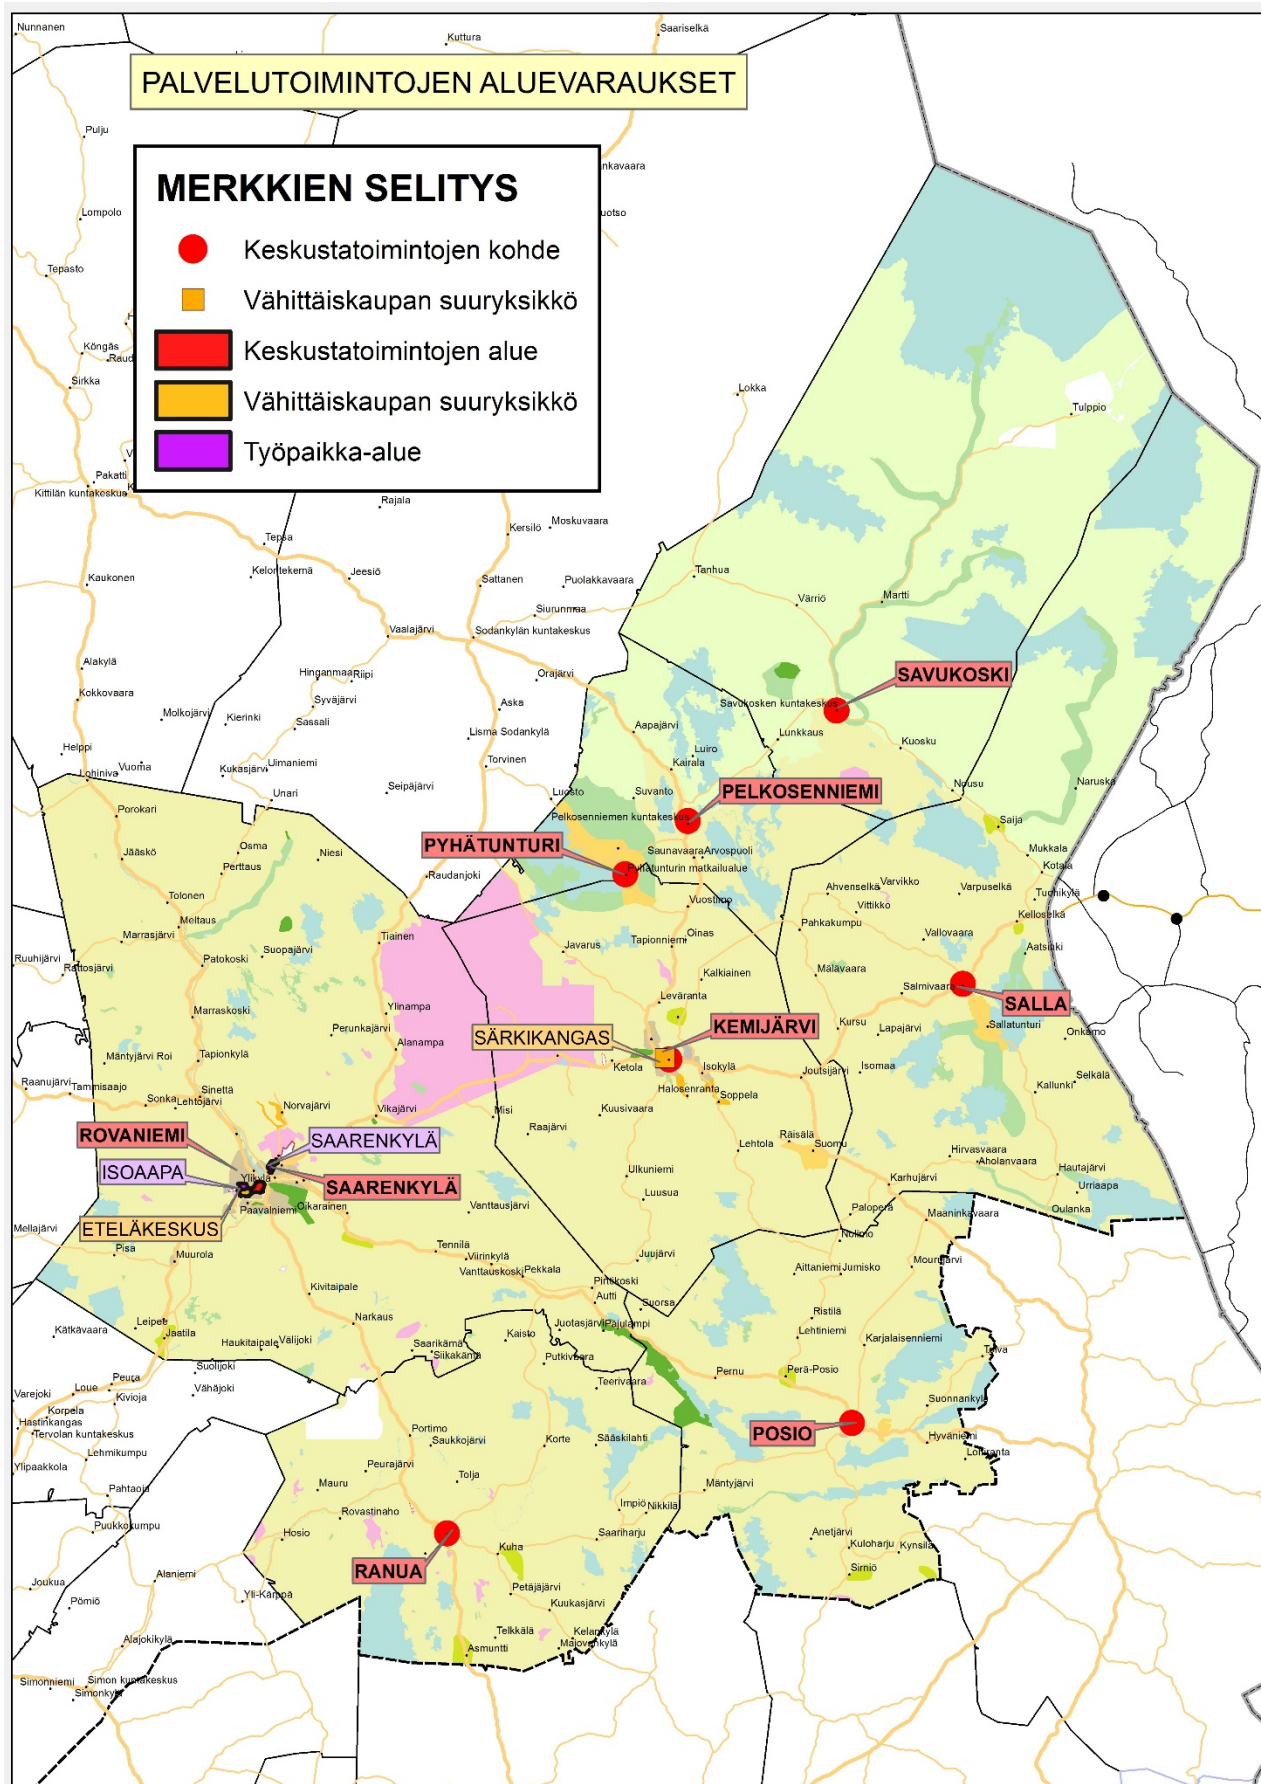 Nunnanen
Kuttura
Saariselkä
PALVELUTOIMINTOJEN ALUEVARAUKSET
Pulju
MERKKIEN SELITYS
Keskustatoimintojen kohde
Vähittäiskaupan suuryksikkö
Keskustatoimintojen alue
Vähittäiskaupan suuryksikkö
Työpaikka-alue
nkavaara
uotso
Lompolo
Tepasto
Köngäs
Raud
Sirkka
Pakatti
Kittilän kuntakeskus
Rajala
Lokka
Tulppio
Kersilö
Moskuvaara
Tepsa
Kelontekemä
Jeesiö
Kaukonen
Sattanen
Puolakkavaara
Tanhua
Siurunmaa
Värriö
Martti
Vaalajärvi
Sodankylän kuntakeskus
Alakylä
Hinganmaa
Riipi
Orajärvi
SAVUKOSKI
Kokkovaara
Syväjärvi
Savukosken kuntakeskus
Molkojärvi
Kierinki
Sassali
Aska
Aapajärvi
Lisma Sodankylä
Lunkkaus
Kuosku
Helppi
Luiro
Kairala
Vuoma
Lohiniva
Kukasjärvi
Uimaniemi
Torvinen
Nousu
Naruska
Seipäjärvi
Unari
Luosto
Suvanto
PELKOSENNIEMI
Porokari
Pelkosenniemen kuntakeskus
Saija
PYHÄTUNTURI
Jääskö
Osma
Niesi
Saunavaara
Arvospuoli
Mukkala
Perttaus
Raudanjoki
Pyhätunturin matkailualue
Kotala
Tolonen
Ahvenselkä
Varvikko
Varpuselkä
Tuohikylä
Vuostimo
Vittikko
Meltaus
Pahkakumpu
Kelloselkä
Marrasjärvi
Tiainen
Tapionniemi
Oinas
Vallovaara
Suopajärvi
Javarus
Aatsinki
Ruuhijärvi
Rattosjärvi
Patokoski
Kalkiainen
Mälävaara
Salmivaara
SALLA
Marraskoski
Ylinampa
Leväranta
Perunkajärvi
SÄRKIKANGAS
KEMIJÄRVI
Kursu
Lapajärvi
Sallatunturi
Onkamo
Mäntyjärvi Roi
Tapionkylä
Alanampa
Ketola
Isokylä
Joutsijärvi
Isomaa
Raanujärvi
Tammisaajo
Sinettä
Halosenranta
Soppela
Kallunki
Selkälä
Sonka
Lehtojärvi
Norvajärvi
Vikajärvi
Misi
Kuusivaara
ROVANIEMI
SAARENKYLÄ
Raajärvi
Lehtola
Räisälä
Suomu
Hirvasvaara
Aholanvaara
Hautajärvi
ISOAAPA
Ylikylä
SAARENKYLÄ
Ulkuniemi
Karhujärvi
Urriaapa
Paavalniemi
Oikarainen
Luusua
Oulanka
ETELÄKESKUS
Vanttausjärvi
Palopera
Maaninkavaara
Mellajärvi
Pisa
Muurola
Tennilä
Viirinkylä
Nolimo
Vanttauskoski
Pekkala
Juujärvi
Mourujärvi
Aittaniemi
Jumisko
Kivitaipale
Pirttikoski
Autti
Suorsa
Narkaus
Ristilä
Kätkävaara
Leipee
Jaatila
Haukitaipale
Välijoki
Saarikämä
Siikakämä
Kaisto
Juotasjärvi
Pajulampi
Lehtiniemi
Karjalaisenniemi
Putkivaara
Tolva
Suolijoki
Peura
Teerivaara
Pernu
Perä-Posio
Varejoki
Loue
Vähäjoki
Kivioja
Suonnankylä
Korpela
Hastinkangas
Tervolan kuntakeskus
Portimo
Saukkojärvi
Korte
Sääskilahti
POSIO
Hyväniemi
Lehmikumpu
Lohiranta
Ylipaakkola
Peurajärvi
Tolja
Pahtaoja
Mauru
Mäntyjärvi
Rovastinaho
Impiö
Nikkilä
Puukkokumpu
Hosio
Saariharju
Anetjärvi
Kuha
Kuloharju
Kynsilä
RANUA
Alaniemi
Sirniö
Joukua
Petäjäjärvi
Yli-Kärppä
Pömiö
Kuukasjärvi
Telkkälä
Kelankylä
Alajokikylä
Asmuntti
Majovankylä
Simonniemi
Simon kuntakeskus
Simonkylä